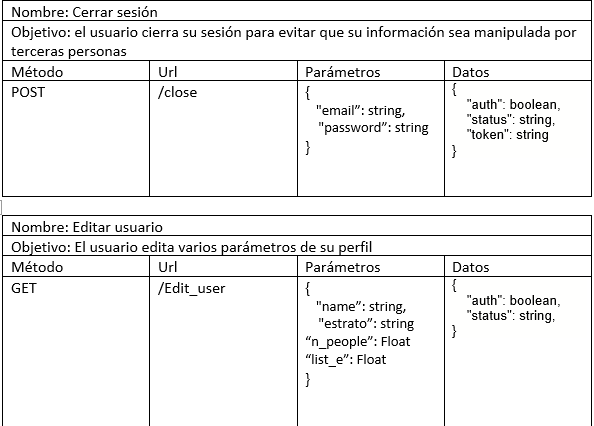 Nombre: Cerrar sesión
Objetivo: el usuario cierra su sesión para evitar que su información sea manipulada por
terceras personas
Método Url Parámetros Datos
POST /close { {
"email”: string, "auth": boolean,
"password”: string "status": string,
} "token": string
}
Nombre: Editar usuario
Objetivo: El usuario edita varios parámetros de su perfil
Método Url Parámetros Datos
GET /Edit_user { {
"name”: string, "auth": boolean,
"estrato”: string "status": string,
“n_people”: Float }
“list_e”: Float
}